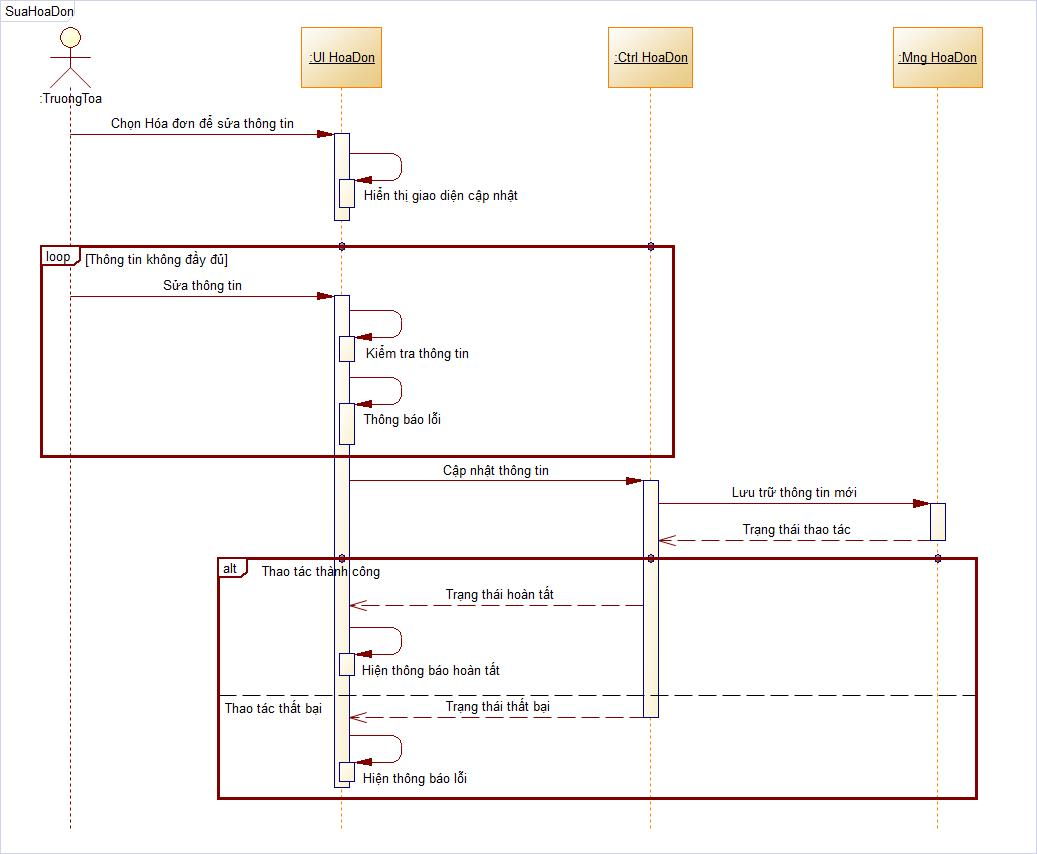 SuaHoaDon
:TruongToa
:UI HoaDon
:Ctrl HoaDon
:Mng HoaDon
Chọn Hóa đơn để sửa thông tin
Hiển thị giao diện cập nhật
loop
[Thông tin không đầy đủ]
Sửa thông tin
Kiểm tra thông tin
Thông báo lỗi
Cập nhật thông tin
Lưu trữ thông tin mới
Trạng thái thao tác
alt
Thao tác thành công
Trạng thái hoàn tất
Hiện thông báo hoàn tất
Thao tác thất bại
Trạng thái thất bại
Hiện thông báo lỗi